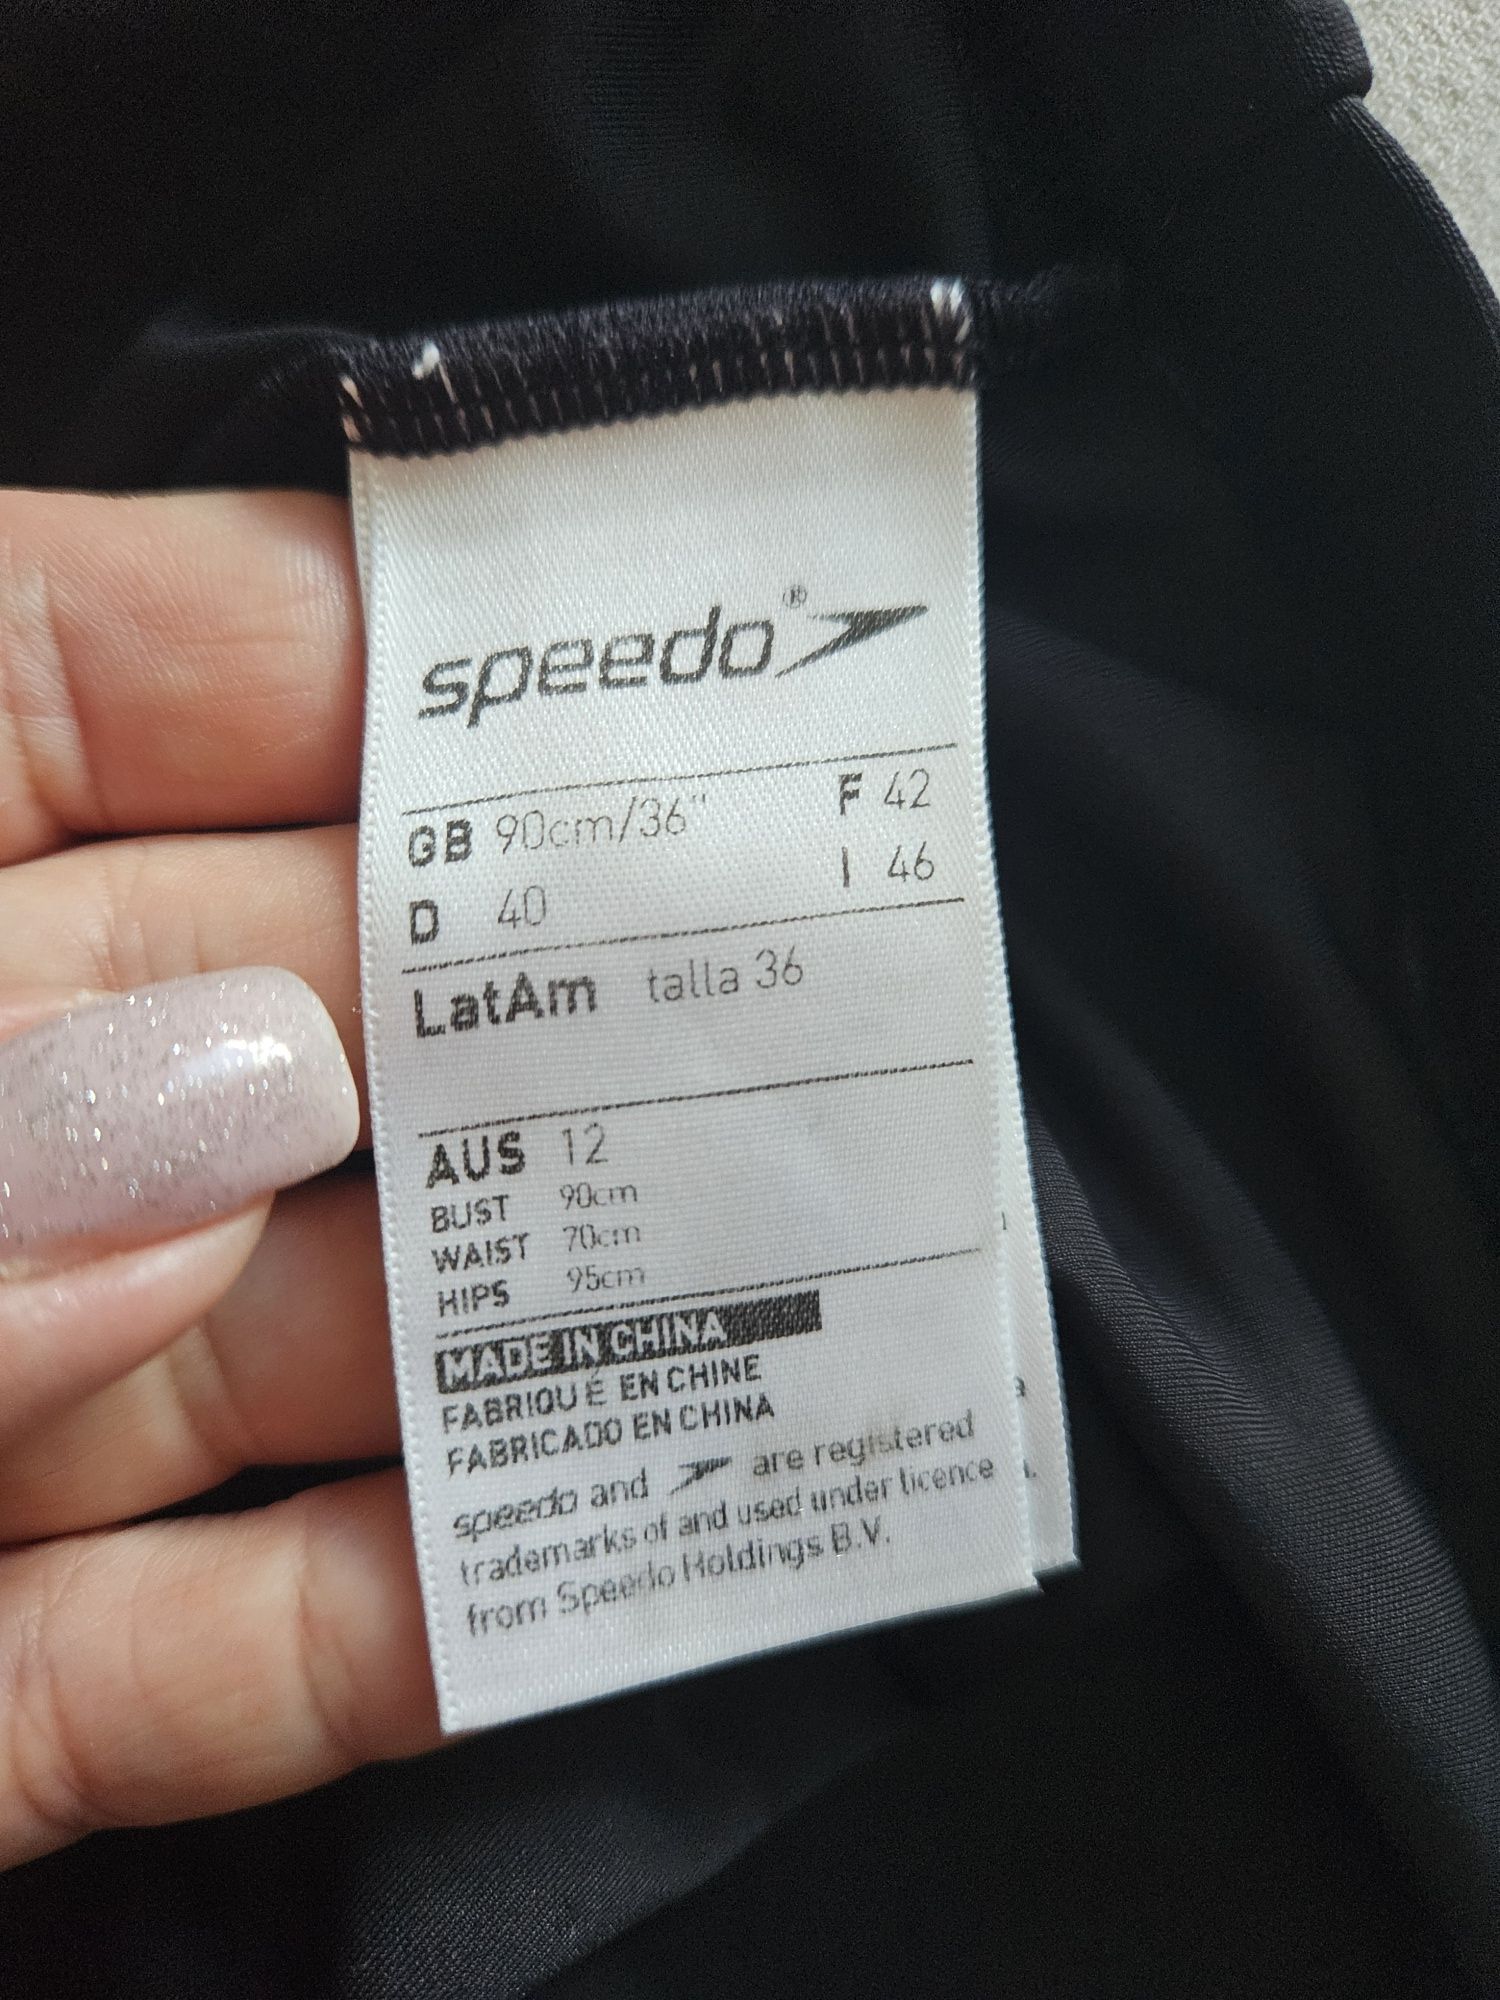 speedo®
GB 90cm/36" F 42
D 40 I 46
LatAm talla 36
AUS 12
BUST 90cm
WAIST 70cm
HIPS 95cm
MADE IN CHINA
FABRIQUÉ EN CHINE
FABRICADO EN CHINA
speedo and are registered
trademarks of and used under licence
from Speedo Holdings B.V.